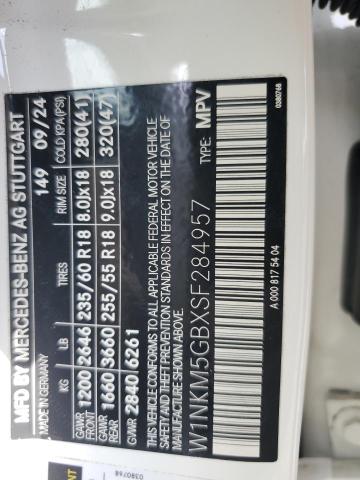 MFD BY MERCEDES-BENZ AG STUTTGART
MADE IN GERMANY 149 09/24
KG LB TIRES RIM SIZE COLD KPA(PSI)
GAWR FRONT 1200 2646 235/60 R18 8.0Jx18 280(41)
GAWR REAR 1660 3660 255/55 R18 9.0Jx18 320(47)
GVWR 2840 6261
THIS VEHICLE CONFORMS TO ALL APPLICABLE FEDERAL MOTOR VEHICLE
SAFETY AND THEFT PREVENTION STANDARDS IN EFFECT ON THE DATE OF
MANUFACTURE SHOWN ABOVE.
W1NKM5GBXSF284957 TYPE: MPV
A 000 817 54 04
0380768
0380768